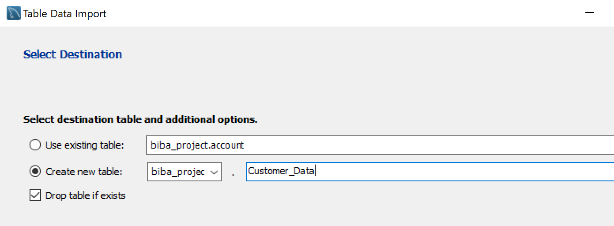 Table Data Import
Select Destination
Select destination table and additional options.
Use existing table: biba_project.account
Create new table: biba_projec . Customer_Data
Drop table if exists